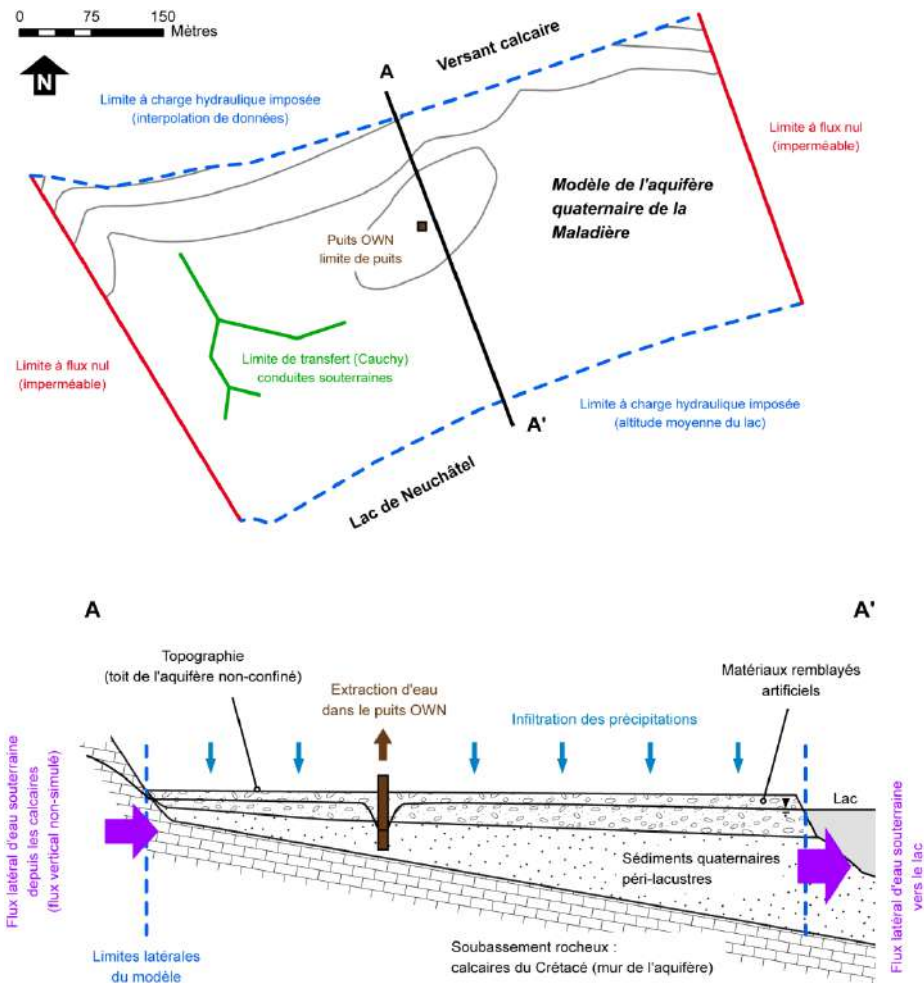 0 75 150
Mètres
N
A
Versant calcaire
Limite à charge hydraulique imposée
(interpolation de données)
Limite à flux nul
(imperméable)
Modèle de l'aquifère
quaternaire de la
Maladière
Puits OWN
limite de puits
Limite de transfert (Cauchy)
conduites souterraines
Limite à flux nul
(imperméable)
Limite à charge hydraulique imposée
(altitude moyenne du lac)
A'
Lac de Neuchâtel
A
A'
Topographie
(toit de l'aquifère non-confiné)
Extraction d'eau
dans le puits OWN
Infiltration des précipitations
Matériaux remblayés
artificiels
Lac
Flux latéral d'eau souterraine
depuis les calcaires
(flux vertical non-simulé)
Sédiments quaternaires
péri-lacustres
Flux latéral d'eau souterraine
vers le lac
Limites latérales
du modèle
Soubassement rocheux :
calcaires du Crétacé (mur de l'aquifère)